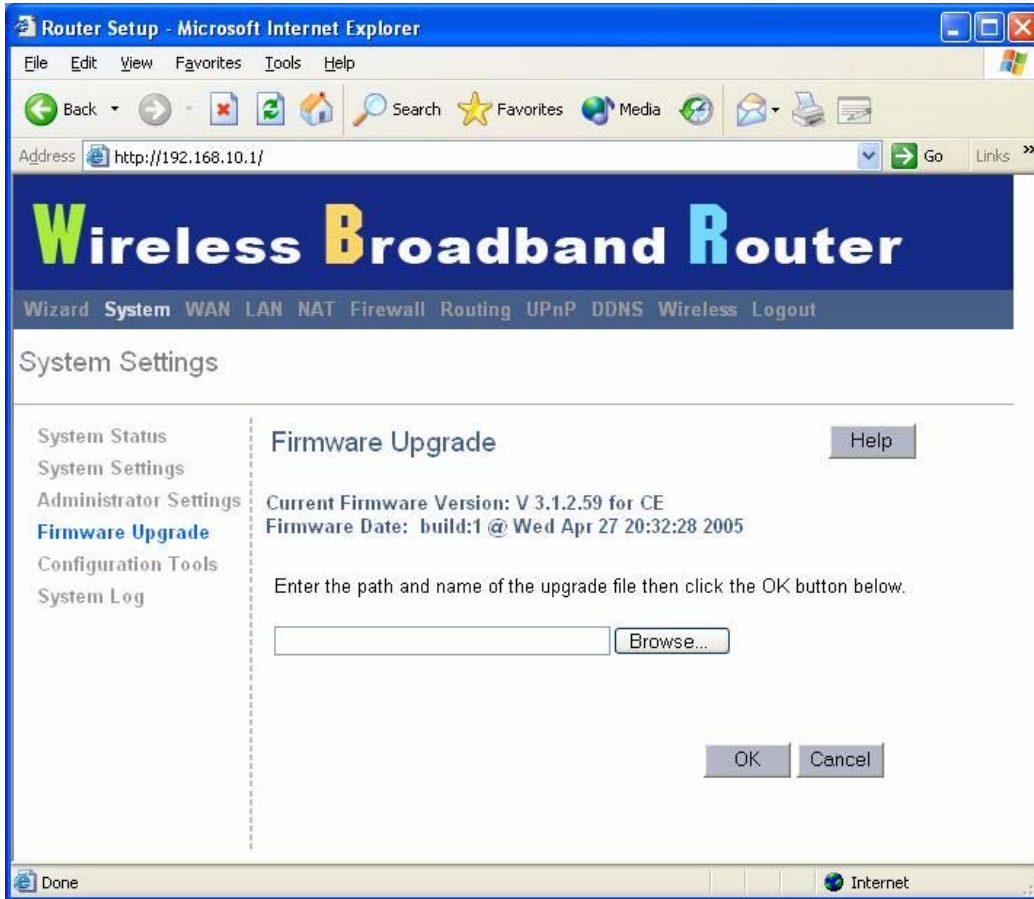 Router Setup - Microsoft Internet Explorer
File Edit View Favorites Tools Help
Back Search Favorites Media
Address http://192.168.10.1/ Go Links »
Wireless Broadband Router
Wizard System WAN LAN NAT Firewall Routing UPnP DDNS Wireless Logout
System Settings
System Status
System Settings
Administrator Settings
Firmware Upgrade
Configuration Tools
System Log
Firmware Upgrade Help
Current Firmware Version: V 3.1.2.59 for CE
Firmware Date: build:1 @ Wed Apr 27 20:32:28 2005
Enter the path and name of the upgrade file then click the OK button below.
Browse...
OK Cancel
Done Internet